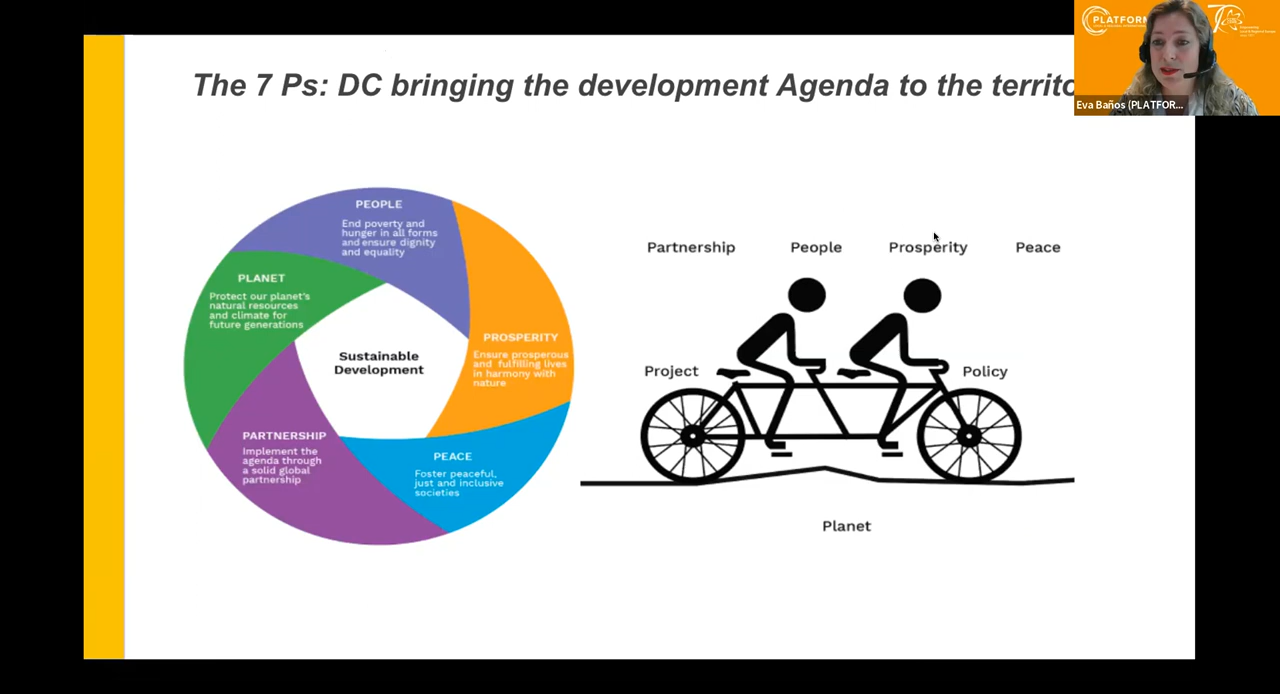 The 7 Ps: DC bringing the development Agenda to the territo
PLATFORM
Eva Baños (PLATFOR...
PEOPLE
End poverty and
hunger in all forms
and ensure dignity
and equality
PLANET
Protect our planet's
natural resources
and climate for
future generations
PROSPERITY
Ensure prosperous
and fulfilling lives
in harmony with
nature
Sustainable
Development
PARTNERSHIP
Implement the
agenda through
a solid global
partnership
PEACE
Foster peaceful,
just and inclusive
societies
Partnership People Prosperity Peace
Project Policy
Planet